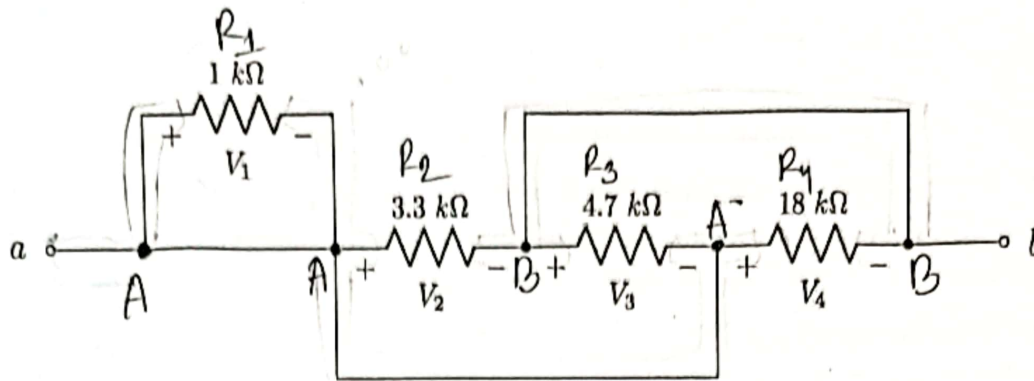 R1
1 kΩ
+ -
V₁
R2
3.3 kΩ
R3
4.7 kΩ
R4
18 kΩ
A-
a
A
A
+ -
V₂
B
+ -
V₃
+ -
V₄
B